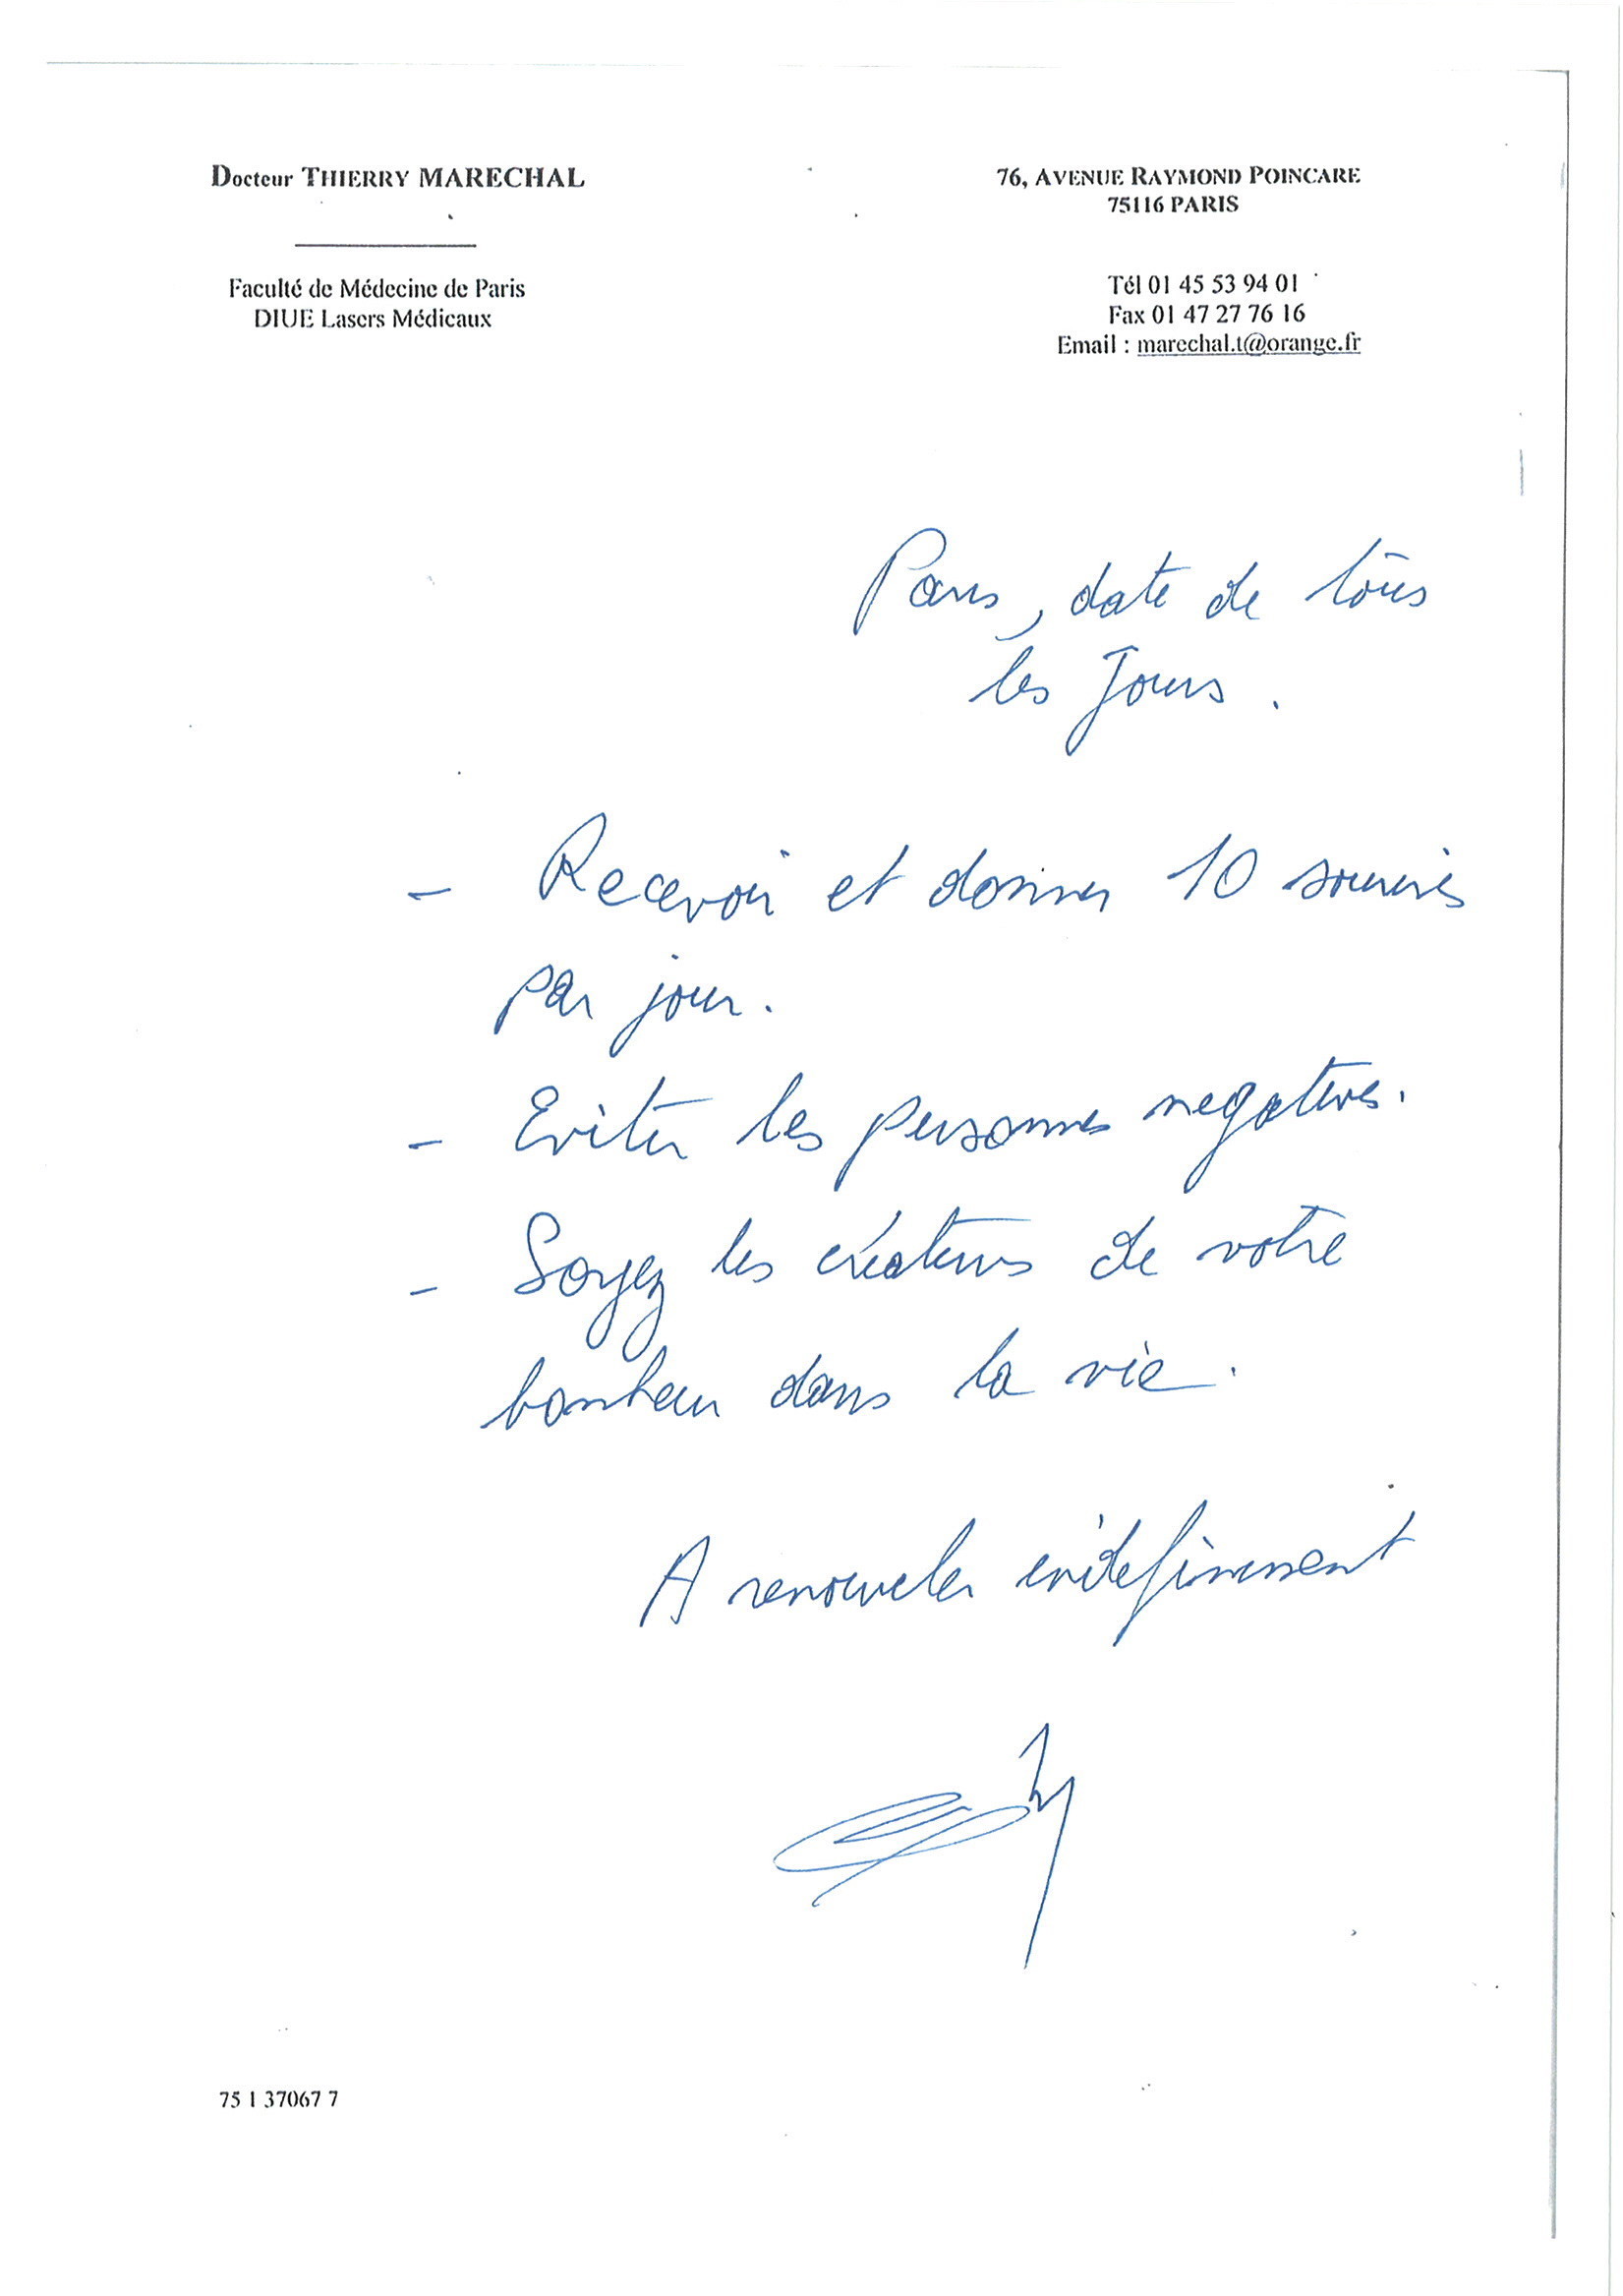 Docteur THIERRY MARECHAL
Faculté de Médecine de Paris
DIUE Lasers Médicaux
76, AVENUE RAYMOND POINCARE
75116 PARIS
Tél 01 45 53 94 01
Fax 01 47 27 76 16
Email : marechal.t@orange.fr
Paris, date de tous
les Jours.
- Recevoir et donner 10 sourires
par jour.
- Eviter les personnes negatives.
- Soyez les créateurs de votre
bonheur dans la vie.
A renouveler indefiniment
75 1 37067 7